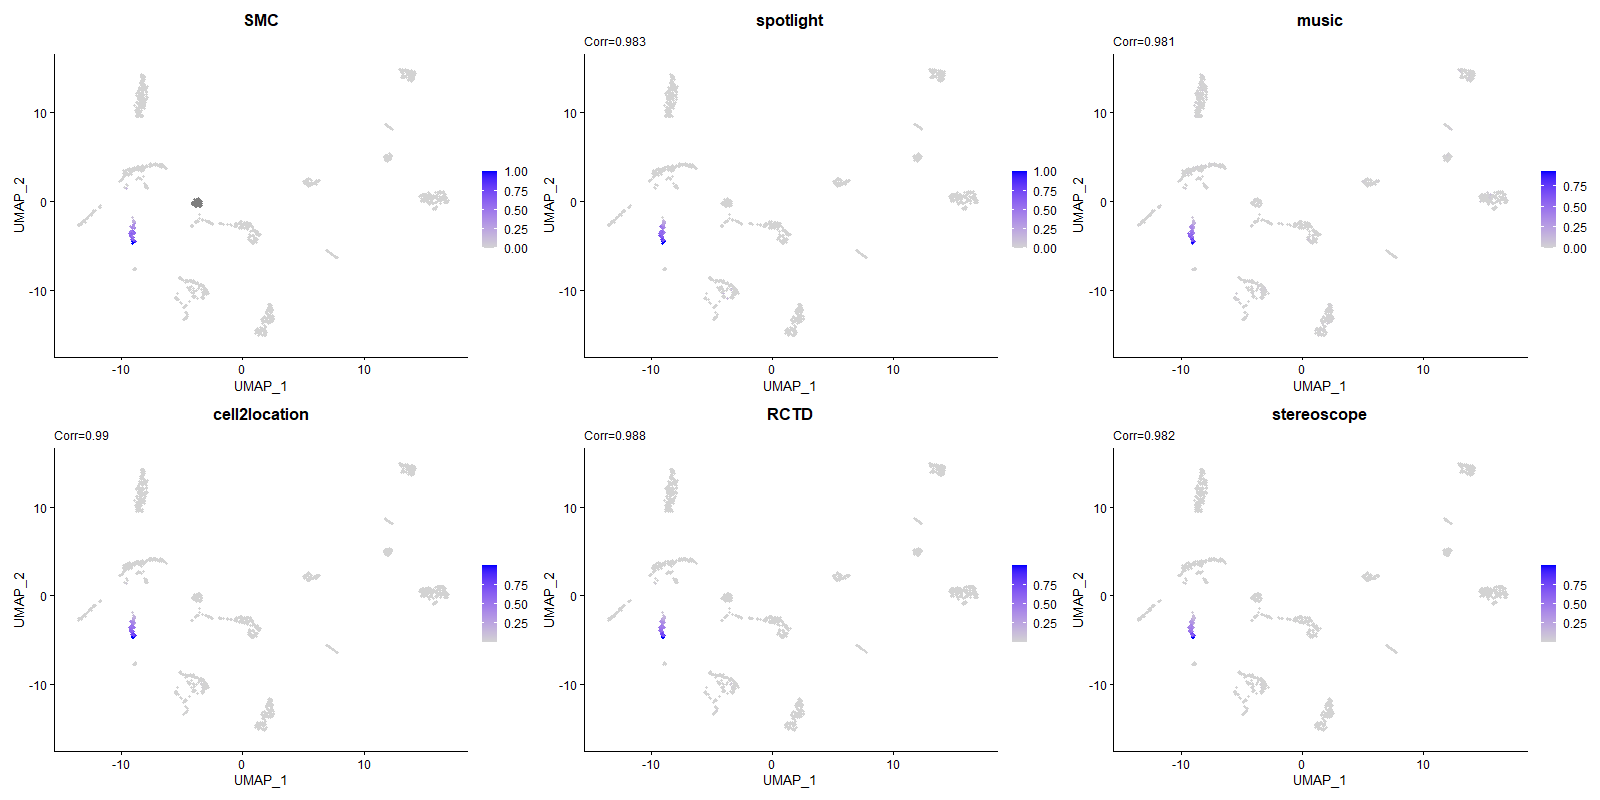 SMC
10
0
-10
UMAP_2
-10
0
10
UMAP_1
1.00
0.75
0.50
0.25
0.00
spotlight
Corr=0.983
10
0
-10
UMAP_2
-10
0
10
UMAP_1
1.00
0.75
0.50
0.25
0.00
music
Corr=0.981
10
0
-10
UMAP_2
-10
0
10
UMAP_1
0.75
0.50
0.25
0.00
cell2location
Corr=0.99
10
0
-10
UMAP_2
-10
0
10
UMAP_1
0.75
0.50
0.25
RCTD
Corr=0.988
10
0
-10
UMAP_2
-10
0
10
UMAP_1
0.75
0.50
0.25
stereoscope
Corr=0.982
10
0
-10
UMAP_2
-10
0
10
UMAP_1
0.75
0.50
0.25